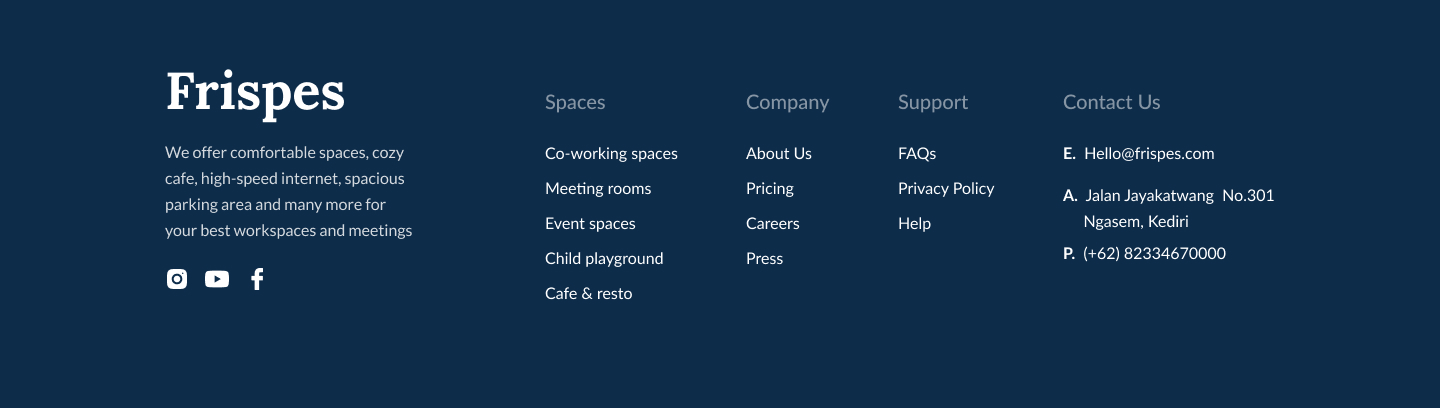 Frispes
We offer comfortable spaces, cozy
cafe, high-speed internet, spacious
parking area and many more for
your best workspaces and meetings
Spaces
Co-working spaces
Meeting rooms
Event spaces
Child playground
Cafe & resto
Company
About Us
Pricing
Careers
Press
Support
FAQs
Privacy Policy
Help
Contact Us
E. Hello@frispes.com
A. Jalan Jayakatwang No.301
Ngasem, Kediri
P. (+62) 82334670000